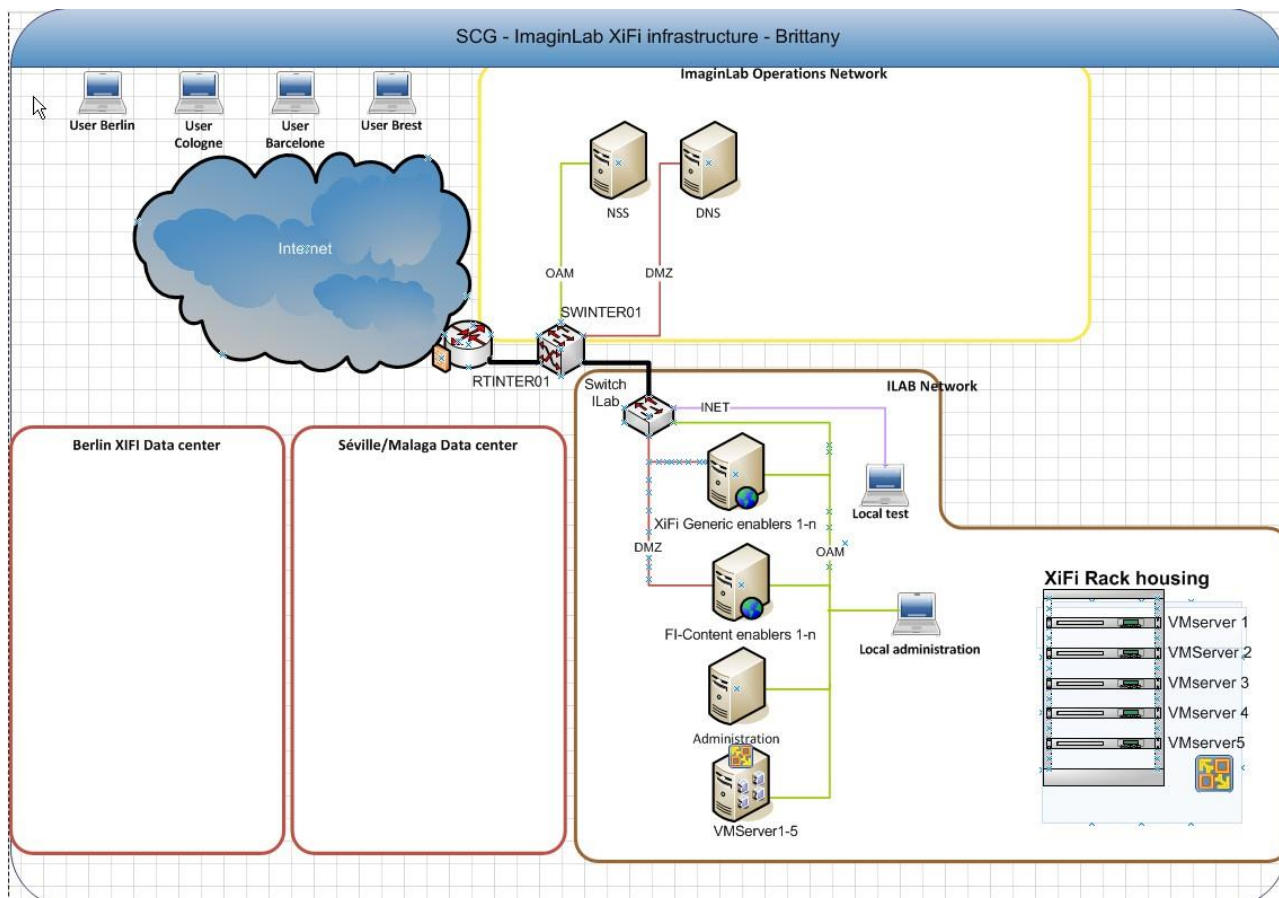 SCG - ImaginLab XiFi infrastructure - Brittany
ImaginLab Operations Network
User Berlin
User
Cologne
User
Barcelone
User Brest
Internet
NSS
DNS
OAM
DMZ
SWINTER01
RTINTER01
Switch
ILab
ILAB Network
INET
Berlin XIFI Data center
Séville/Malaga Data center
Local test
XiFi Generic enablers 1-n
DMZ
OAM
FI-Content enablers 1-n
Local administration
Administration
VMServer1-5
XiFi Rack housing
VMserver 1
VMServer 2
VMserver 3
VMserver 4
VMserver5